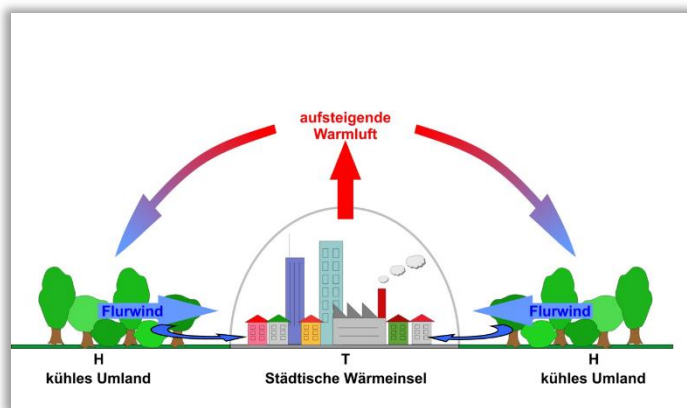 aufsteigende
Warmluft
Flurwind
Flurwind
H
T
H
kühles Umland
Städtische Wärmeinsel
kühles Umland